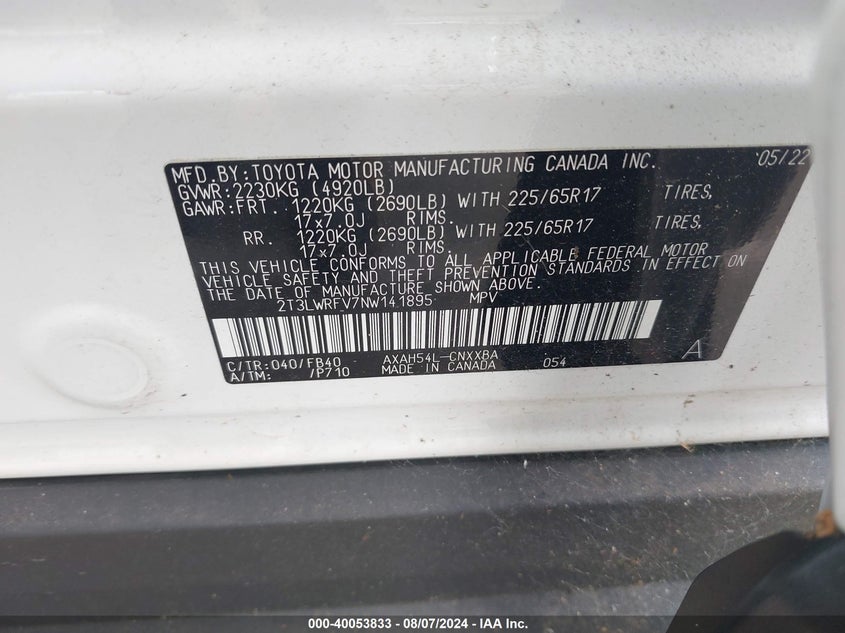 MFD.BY:TOYOTA MOTOR MANUFACTURING CANADA INC. 05/22
GVWR:2230KG (4920LB)
GAWR:FRT. 1220KG (2690LB) WITH 225/65R17 TIRES,
17x7.0J RIMS.
RR. 1220KG (2690LB) WITH 225/65R17 TIRES,
17x7.0J RIMS.
THIS VEHICLE CONFORMS TO ALL APPLICABLE FEDERAL MOTOR
VEHICLE SAFETY AND THEFT PREVENTION STANDARDS IN EFFECT ON
THE DATE OF MANUFACTURE SHOWN ABOVE.
2T3LWRFV7NW141895 MPV
C/TR:040/FB40 AXAH54L-CNXXBA 054 A
A/TM: /P710 MADE IN CANADA
000-40053833 - 08/07/2024 - IAA Inc.